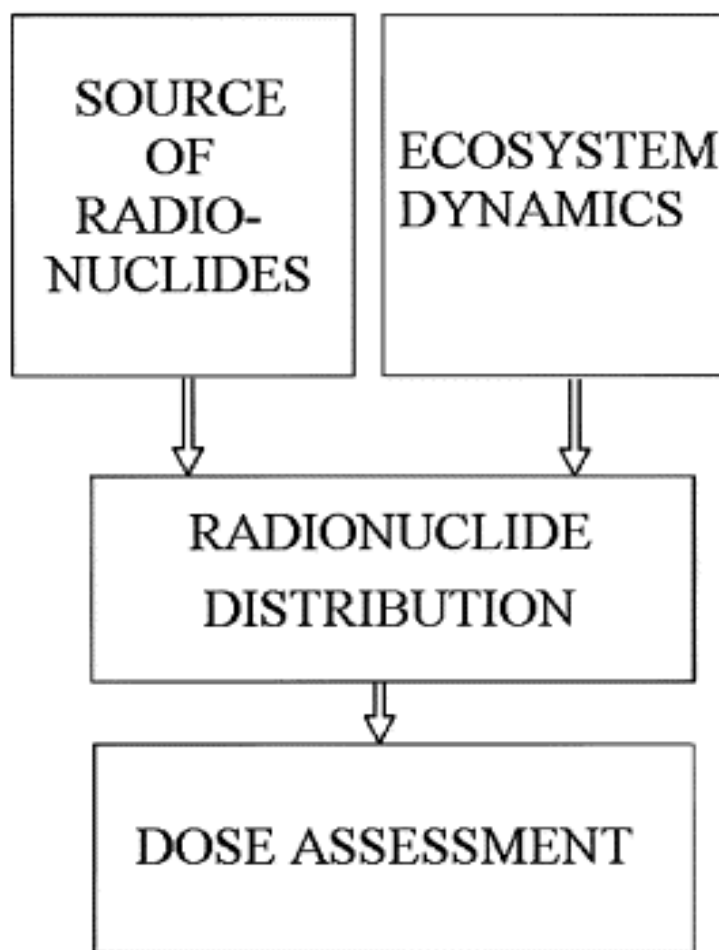 SOURCE
OF
RADIO-
NUCLIDES
ECOSYSTEM
DYNAMICS
RADIONUCLIDE
DISTRIBUTION
DOSE ASSESSMENT